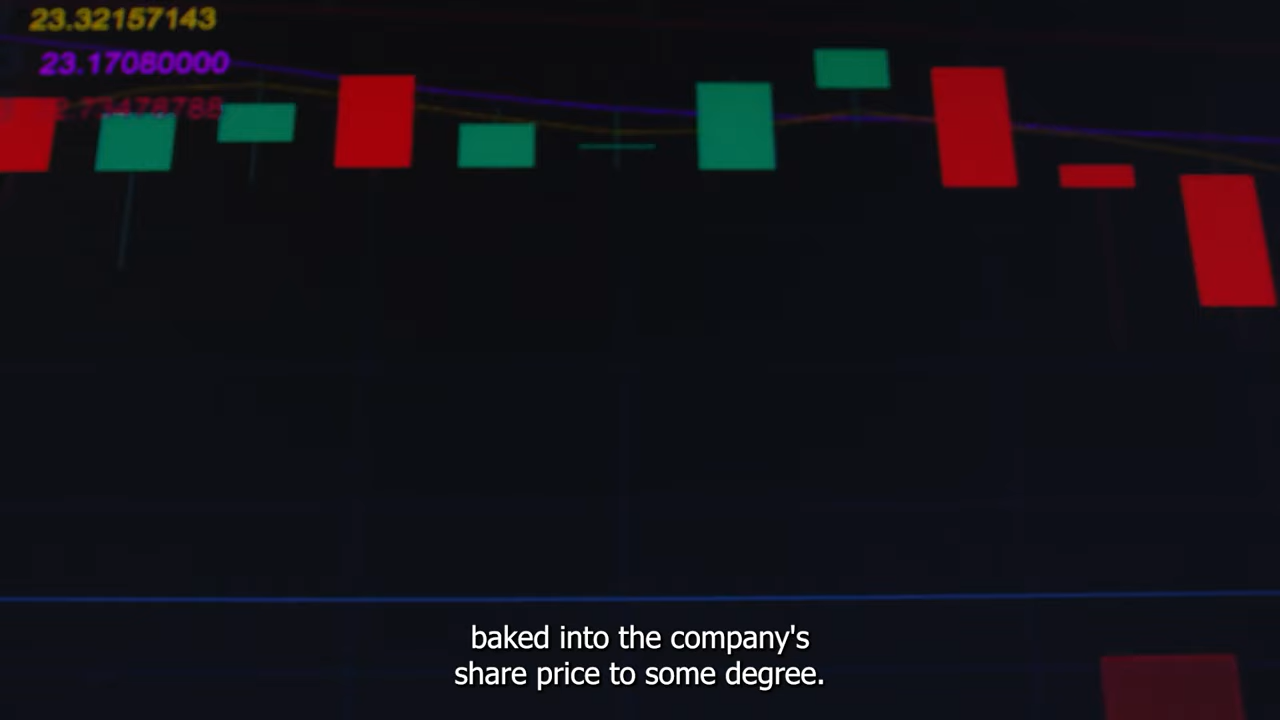 23.32157143
23.17080000
baked into the company's
share price to some degree.